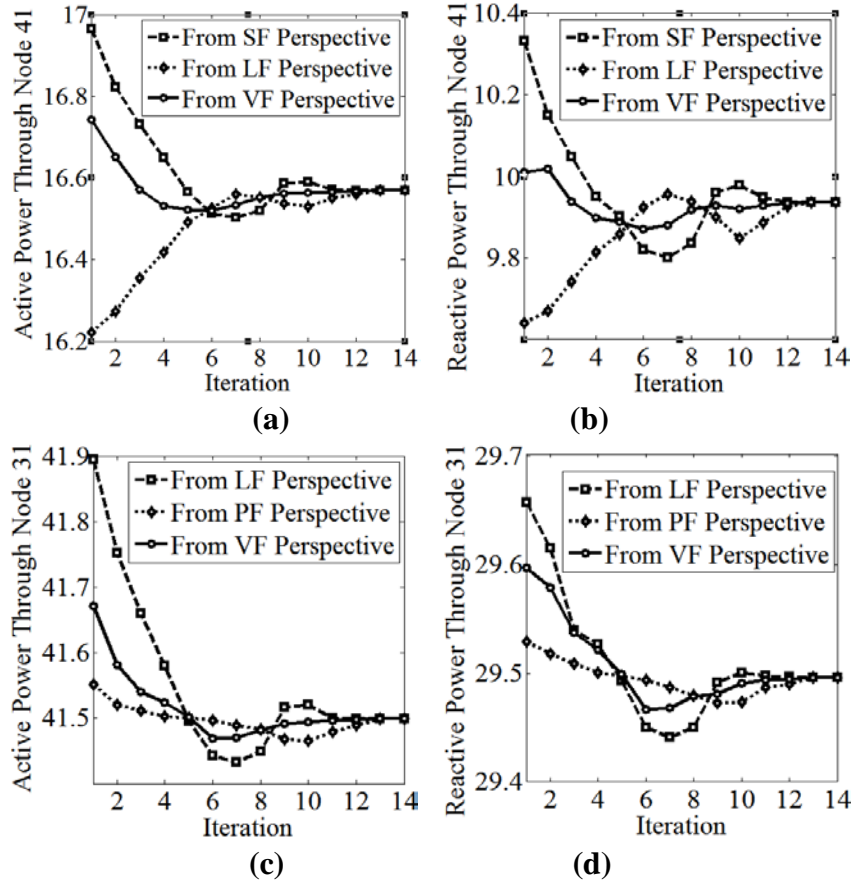 17
16.8
16.6
16.4
16.2
Active Power Through Node 41
From SF Perspective
From LF Perspective
From VF Perspective
2 4 6 8 10 12 14
Iteration
(a)
10.4
10.2
10
9.8
Reactive Power Through Node 41
From SF Perspective
From LF Perspective
From VF Perspective
2 4 6 8 10 12 14
Iteration
(b)
41.9
41.8
41.7
41.6
41.5
Active Power Through Node 31
From LF Perspective
From PF Perspective
From VF Perspective
2 4 6 8 10 12 14
Iteration
(c)
29.7
29.6
29.5
29.4
Reactive Power Through Node 31
From LF Perspective
From PF Perspective
From VF Perspective
2 4 6 8 10 12 14
Iteration
(d)